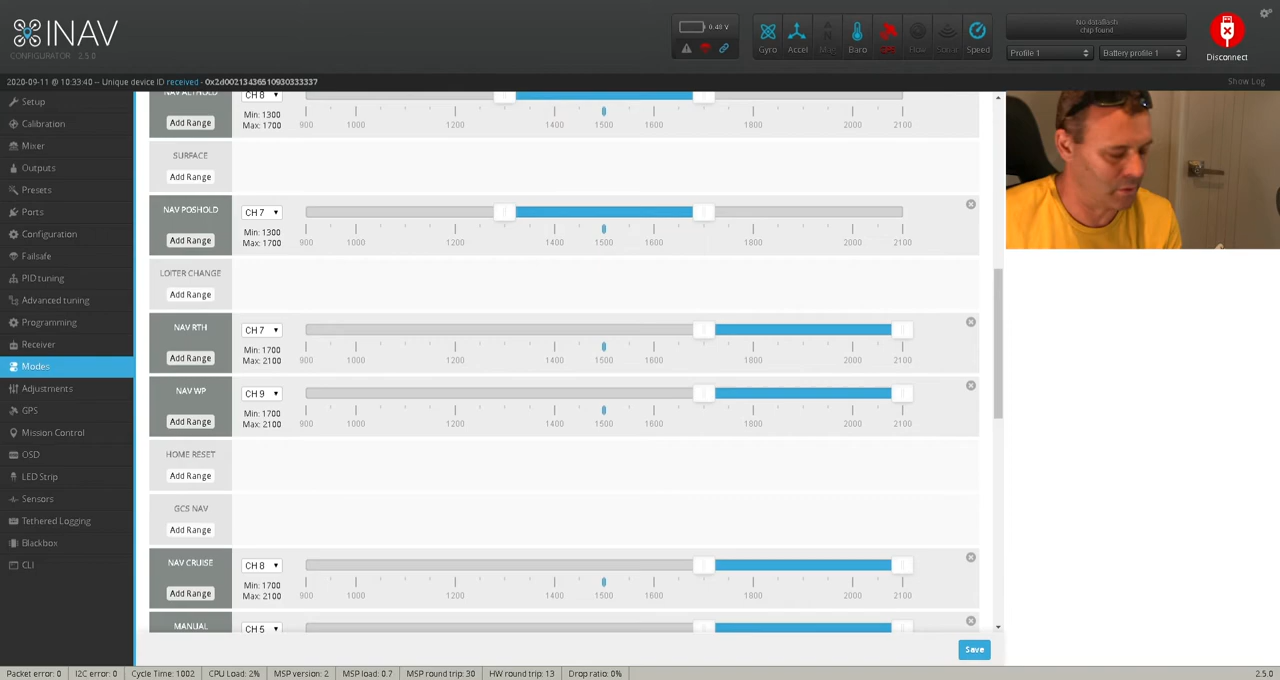 INAV
CONFIGURATOR 2.5.0
0.48 V
Gyro
Accel
Mag
Baro
GPS
Flow
Sonar
Speed
No dataflash
chip found
Profile 1
Battery profile 1
Disconnect
2020-09-11 @ 10:33:40 -- Unique device ID received - 0x2d0021343651093033337
Show Log
Setup
Calibration
Mixer
Outputs
Presets
Ports
Configuration
Failsafe
PID tuning
Advanced tuning
Programming
Receiver
Modes
Adjustments
GPS
Mission Control
OSD
LED Strip
Sensors
Tethered Logging
Blackbox
CLI
NAV ALTHOLD
Add Range
CH 8
Min: 1300
Max: 1700
900 1000 1200 1400 1500 1600 1800 2000 2100
SURFACE
Add Range
NAV POSHOLD
Add Range
CH 7
Min: 1300
Max: 1700
900 1000 1200 1400 1500 1600 1800 2000 2100
LOITER CHANGE
Add Range
NAV RTH
Add Range
CH 7
Min: 1700
Max: 2100
900 1000 1200 1400 1500 1600 1800 2000 2100
NAV WP
Add Range
CH 9
Min: 1700
Max: 2100
900 1000 1200 1400 1500 1600 1800 2000 2100
HOME RESET
Add Range
GCS NAV
Add Range
NAV CRUISE
Add Range
CH 8
Min: 1700
Max: 2100
900 1000 1200 1400 1500 1600 1800 2000 2100
MANUAL
CH 5
Save
Packet error: 0
I2C error: 0
Cycle Time: 1002
CPU Load: 2%
MSP version: 2
MSP load: 0.7
MSP round trip: 30
HW round trip: 13
Drop ratio: 0%
2.5.0